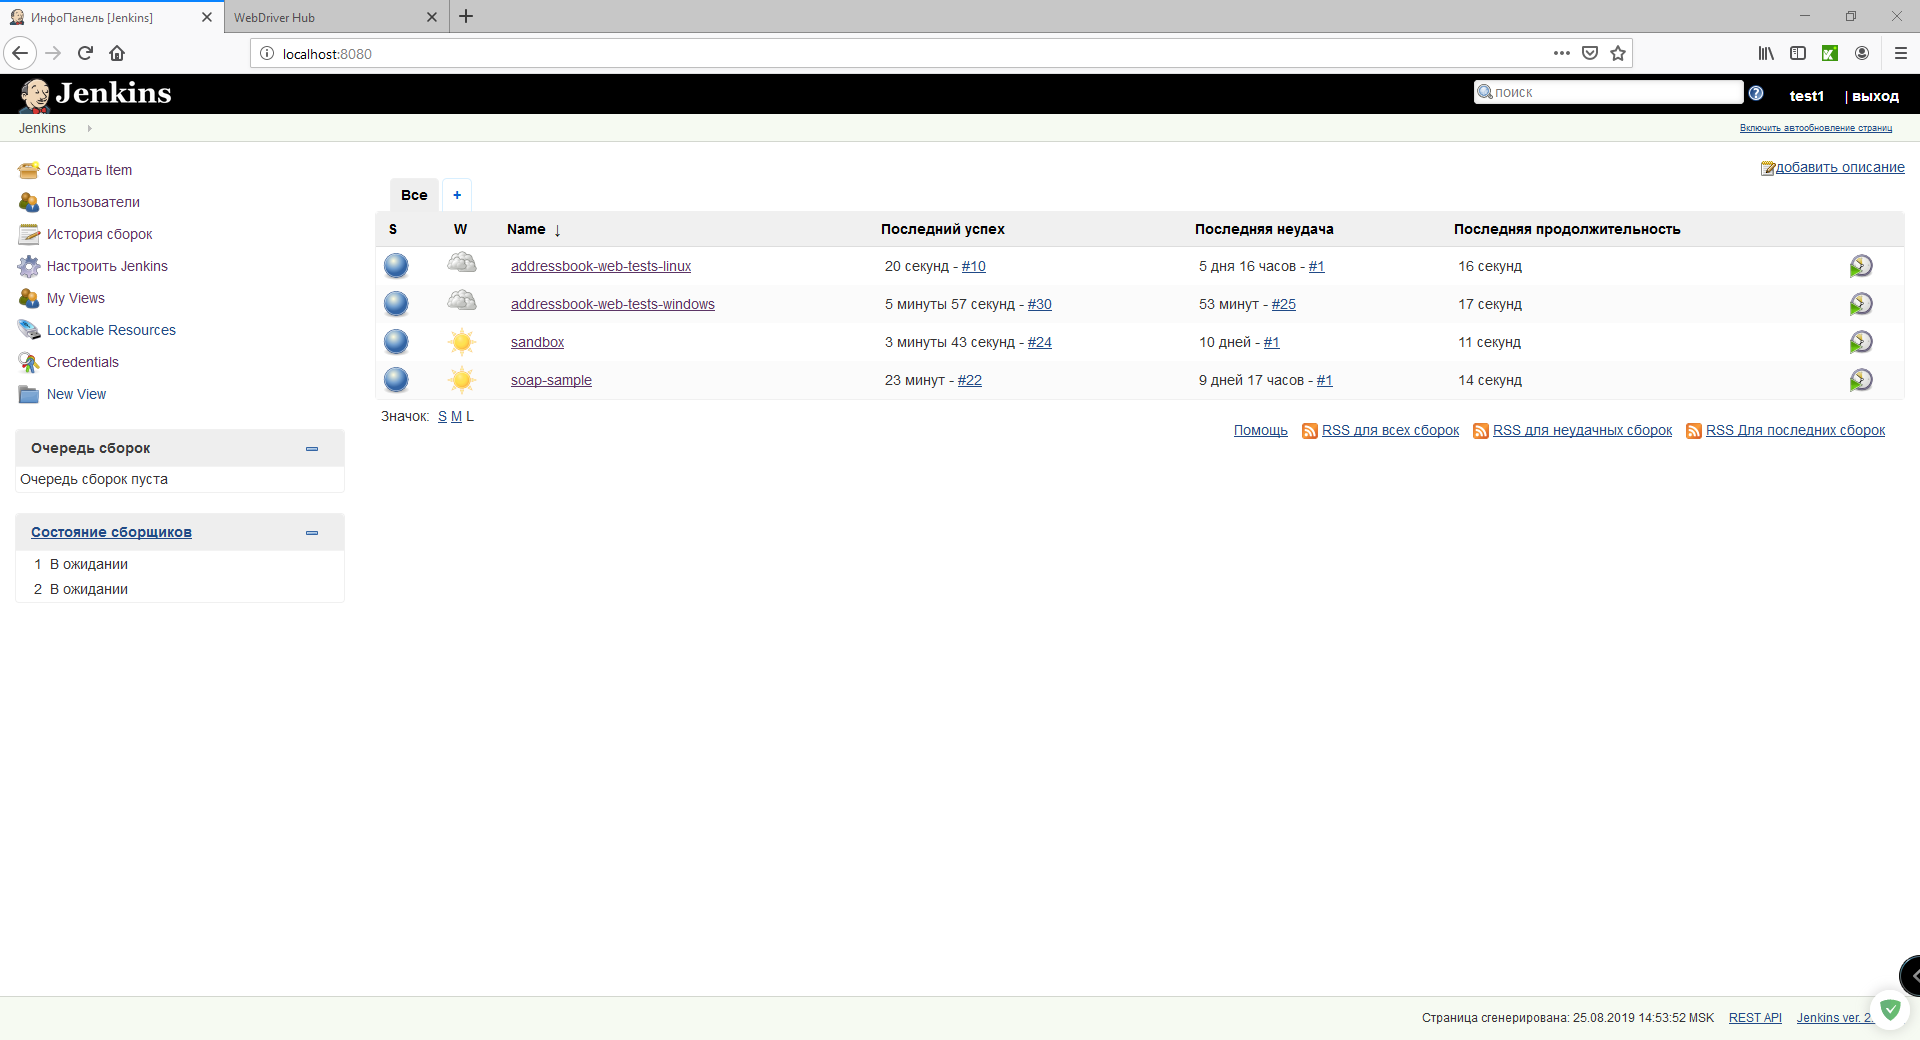 ИнфоПанель [Jenkins]
WebDriver Hub
localhost:8080
Jenkins
поиск
test1
| выход
Jenkins
Включить автообновление страниц
Создать Item
Пользователи
История сборок
Настроить Jenkins
My Views
Lockable Resources
Credentials
New View
добавить описание
Все
+
S W Name ↓ Последний успех Последняя неудача Последняя продолжительность
addressbook-web-tests-linux 20 секунд - #10 5 дня 16 часов - #1 16 секунд
addressbook-web-tests-windows 5 минуты 57 секунд - #30 53 минут - #25 17 секунд
sandbox 3 минуты 43 секунд - #24 10 дней - #1 11 секунд
soap-sample 23 минут - #22 9 дней 17 часов - #1 14 секунд
Значок: S M L
Помощь RSS для всех сборок RSS для неудачных сборок RSS Для последних сборок
Очередь сборок
Очередь сборок пуста
Состояние сборщиков
1 В ожидании
2 В ожидании
Страница сгенерирована: 25.08.2019 14:53:52 MSK REST API Jenkins ver. 2.